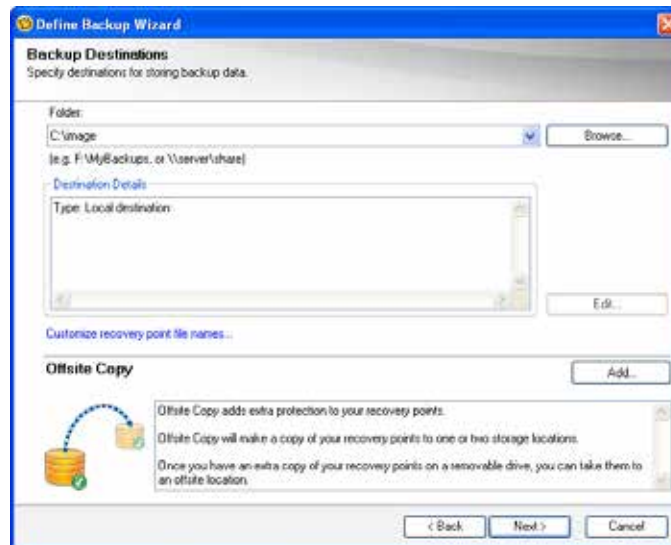 Define Backup Wizard
Backup Destinations
Specify destinations for storing backup data.
Folder:
C:\image
Browse...
(e.g. F:\MyBackups, or \\server\share)
Destination Details
Type: Local destination
Edit...
Customize recovery point file names...
Offsite Copy
Add...
Offsite Copy adds extra protection to your recovery points.
Offsite Copy will make a copy of your recovery points to one or two storage locations.
Once you have an extra copy of your recovery points on a removable drive, you can take them to
an offsite location.
< Back
Next >
Cancel